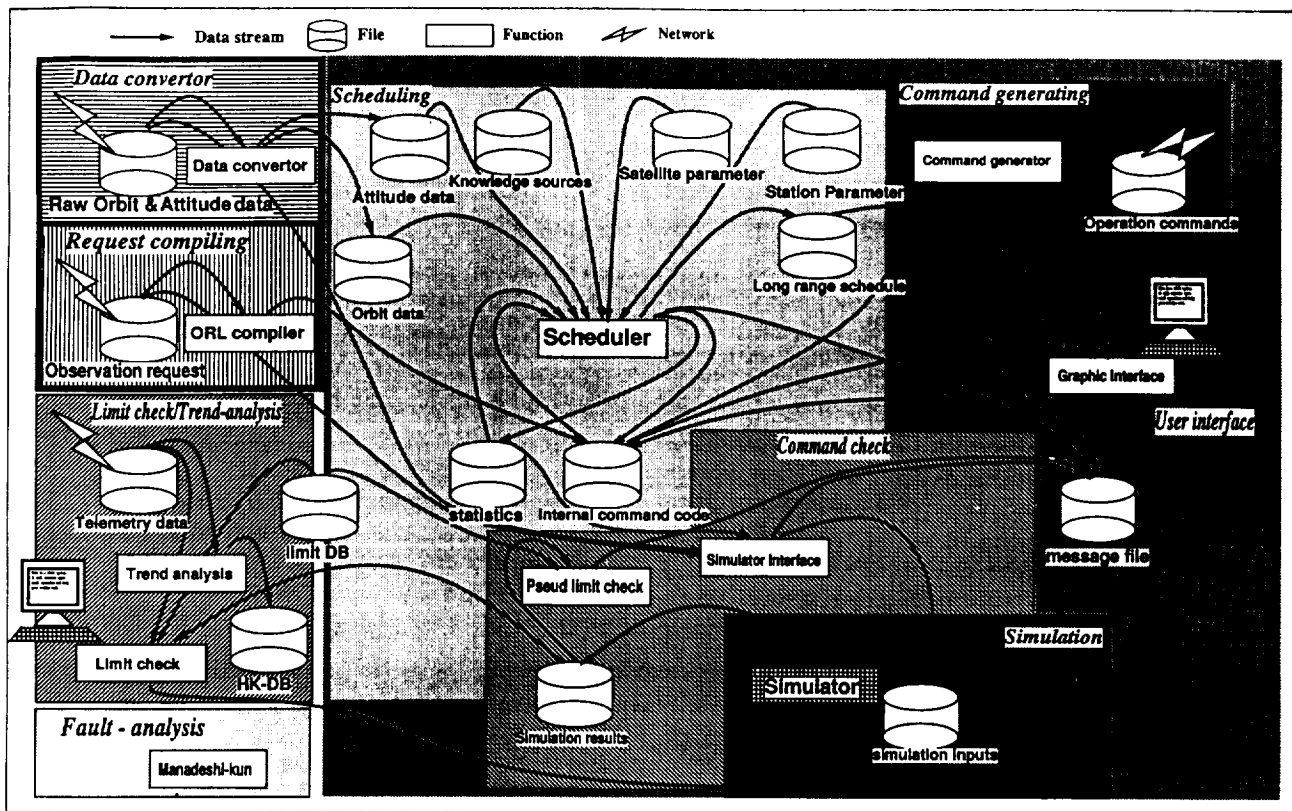 Data stream
File
Function
Network
Data convertor
Data convertor
Raw Orbit & Attitude data
Request compiling
ORL compiler
Observation request
Limit check/Trend-analysis
Telemetry data
Trend analysis
limit DB
Limit check
HK-DB
Fault - analysis
Manadeshi-kun
Scheduling
Attitude data
Knowledge sources
Satellite parameter
Station Parameter
Orbit data
Long range schedule
Scheduler
statistics
Internal command code
Command generating
Command generator
Operation commands
Graphic Interface
User interface
message file
Command check
Simulator Interface
Pseud limit check
Simulation results
Simulation
Simulator
simulation inputs